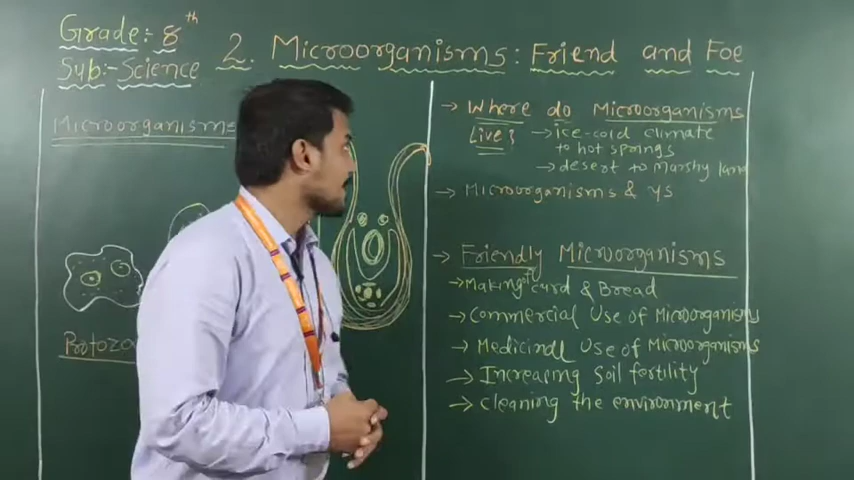 Grade:- 8th
Sub:- Science
2. Microorganisms: Friend and Foe
Microorganisms
Protozoa
→ Where do Microorganisms
Live?
→ ice-cold climate
to hot springs
→ desert to Marshy land
→ Microorganisms & ys
→ Friendly Microorganisms
→ Making of curd & Bread
→ Commercial Use of Microorganisms
→ Medicinal Use of Microorganisms
→ Increasing Soil fertility
→ cleaning the environment